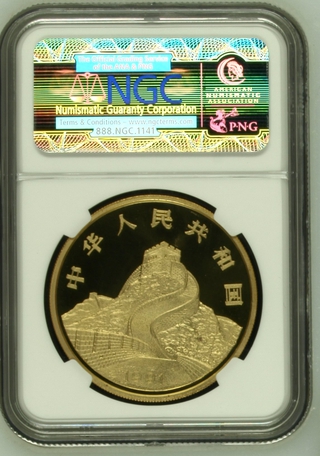 The Official Grading Service
of the ANA & PNG
NGC
Numismatic Guaranty Corporation
Terms & Conditions - www.ngcterms.com
888.NGC.1141
AMERICAN
NUMISMATIC
ASSOCIATION
PNG
中华人民共和国